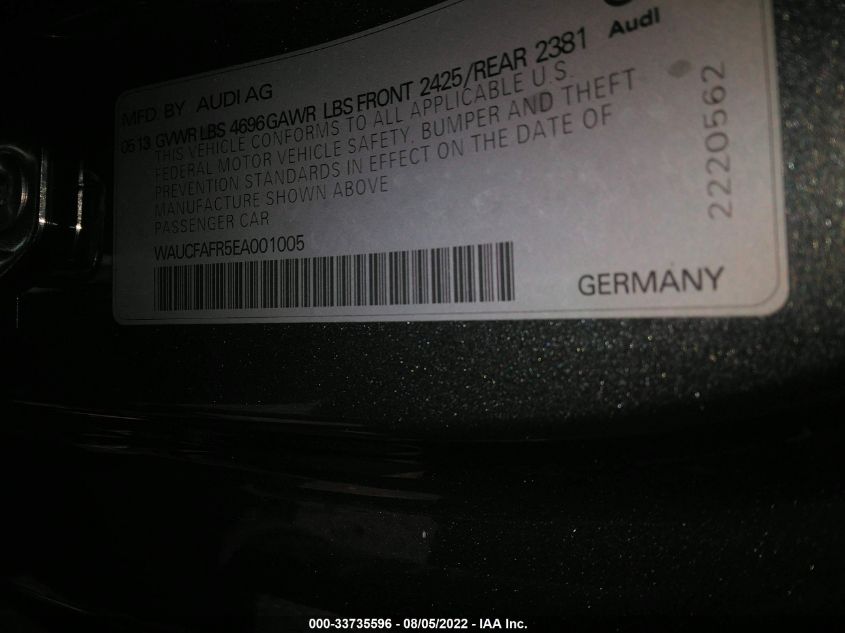 Audi
MFD BY AUDI AG
05 13 GVWR LBS 4696 GAWR LBS FRONT 2425/REAR 2381
THIS VEHICLE CONFORMS TO ALL APPLICABLE U.S.
FEDERAL MOTOR VEHICLE SAFETY, BUMPER AND THEFT
PREVENTION STANDARDS IN EFFECT ON THE DATE OF
MANUFACTURE SHOWN ABOVE
PASSENGER CAR
WAUCFAFR5EA001005
GERMANY
2220562
000-33735596 - 08/05/2022 - IAA Inc.